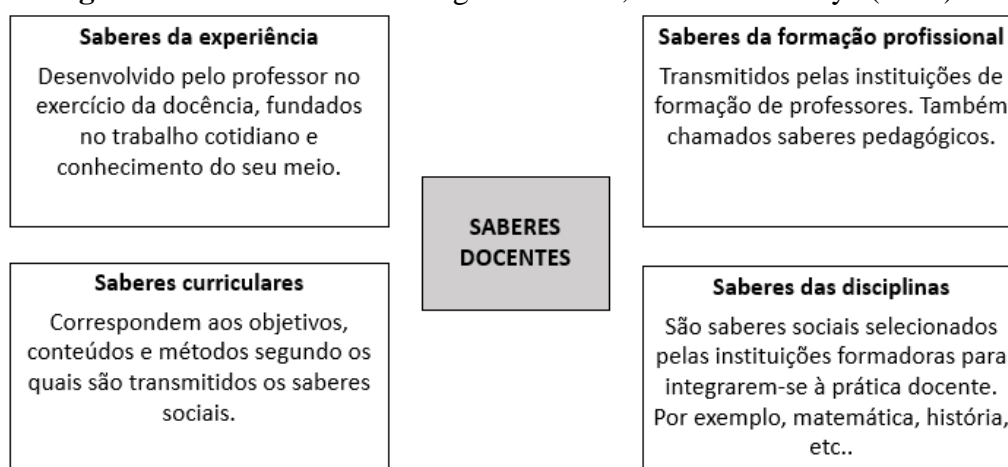 Saberes da experiência
Desenvolvido pelo professor no
exercício da docência, fundados
no trabalho cotidiano e
conhecimento do seu meio.
Saberes da formação profissional
Transmitidos pelas instituições de
formação de professores. Também
chamados saberes pedagógicos.
SABERES
DOCENTES
Saberes curriculares
Correspondem aos objetivos,
conteúdos e métodos segundo os
quais são transmitidos os saberes
sociais.
Saberes das disciplinas
São saberes sociais selecionados
pelas instituições formadoras para
integrarem-se à prática docente.
Por exemplo, matemática, história,
etc..